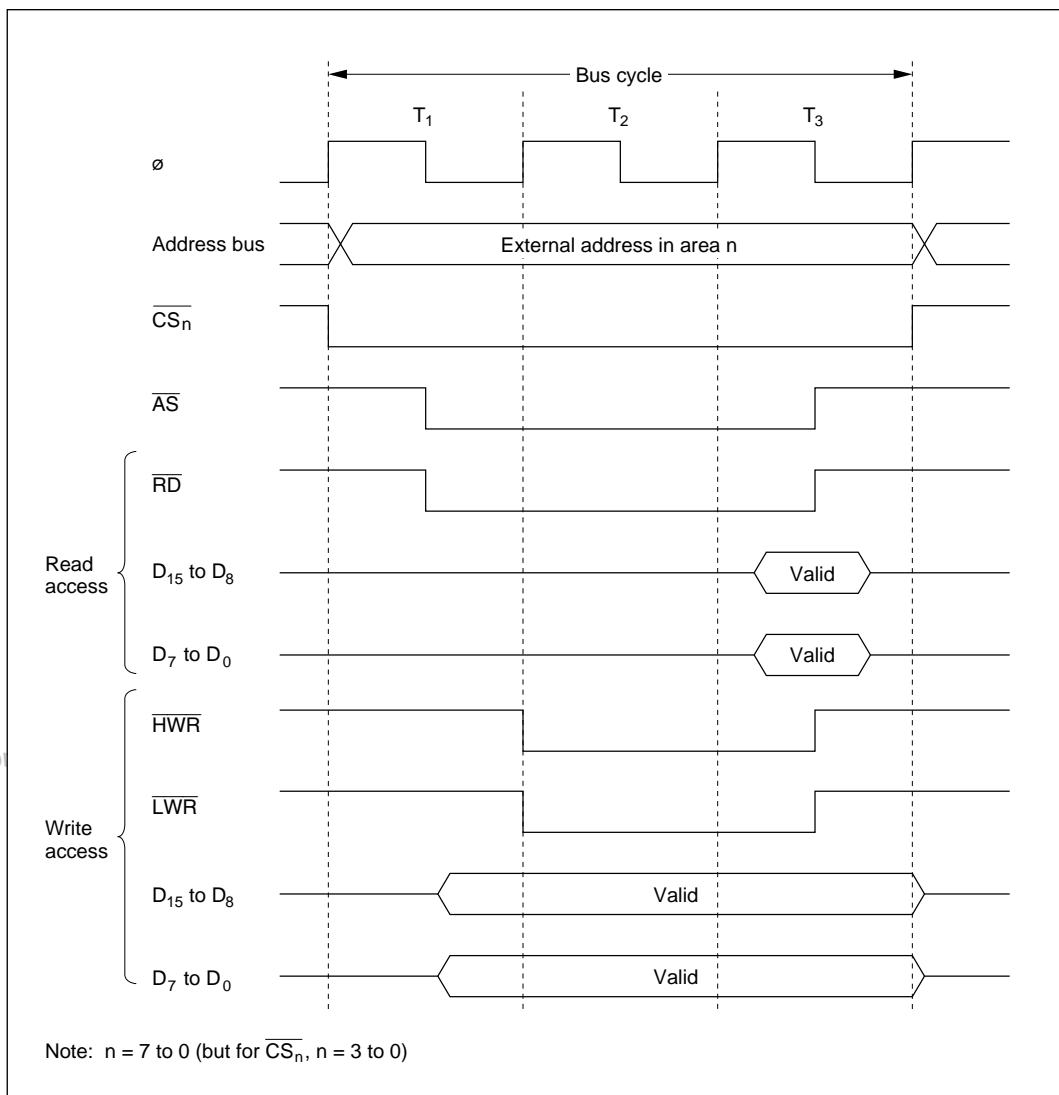 Bus cycle
T1 T2 T3
ø
Address bus External address in area n
CSn
AS
RD
Read access
D15 to D8 Valid
D7 to D0 Valid
HWR
LWR
Write access
D15 to D8 Valid
D7 to D0 Valid
Note: n = 7 to 0 (but for CSn, n = 3 to 0)